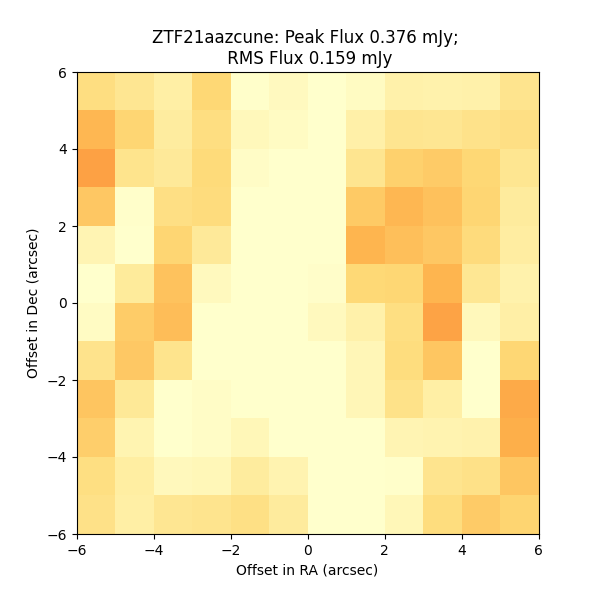 ZTF21aazcune: Peak Flux 0.376 mJy;
RMS Flux 0.159 mJy
6
4
2
0
−2
−4
−6
Offset in Dec (arcsec)
−6 −4 −2 0 2 4 6
Offset in RA (arcsec)